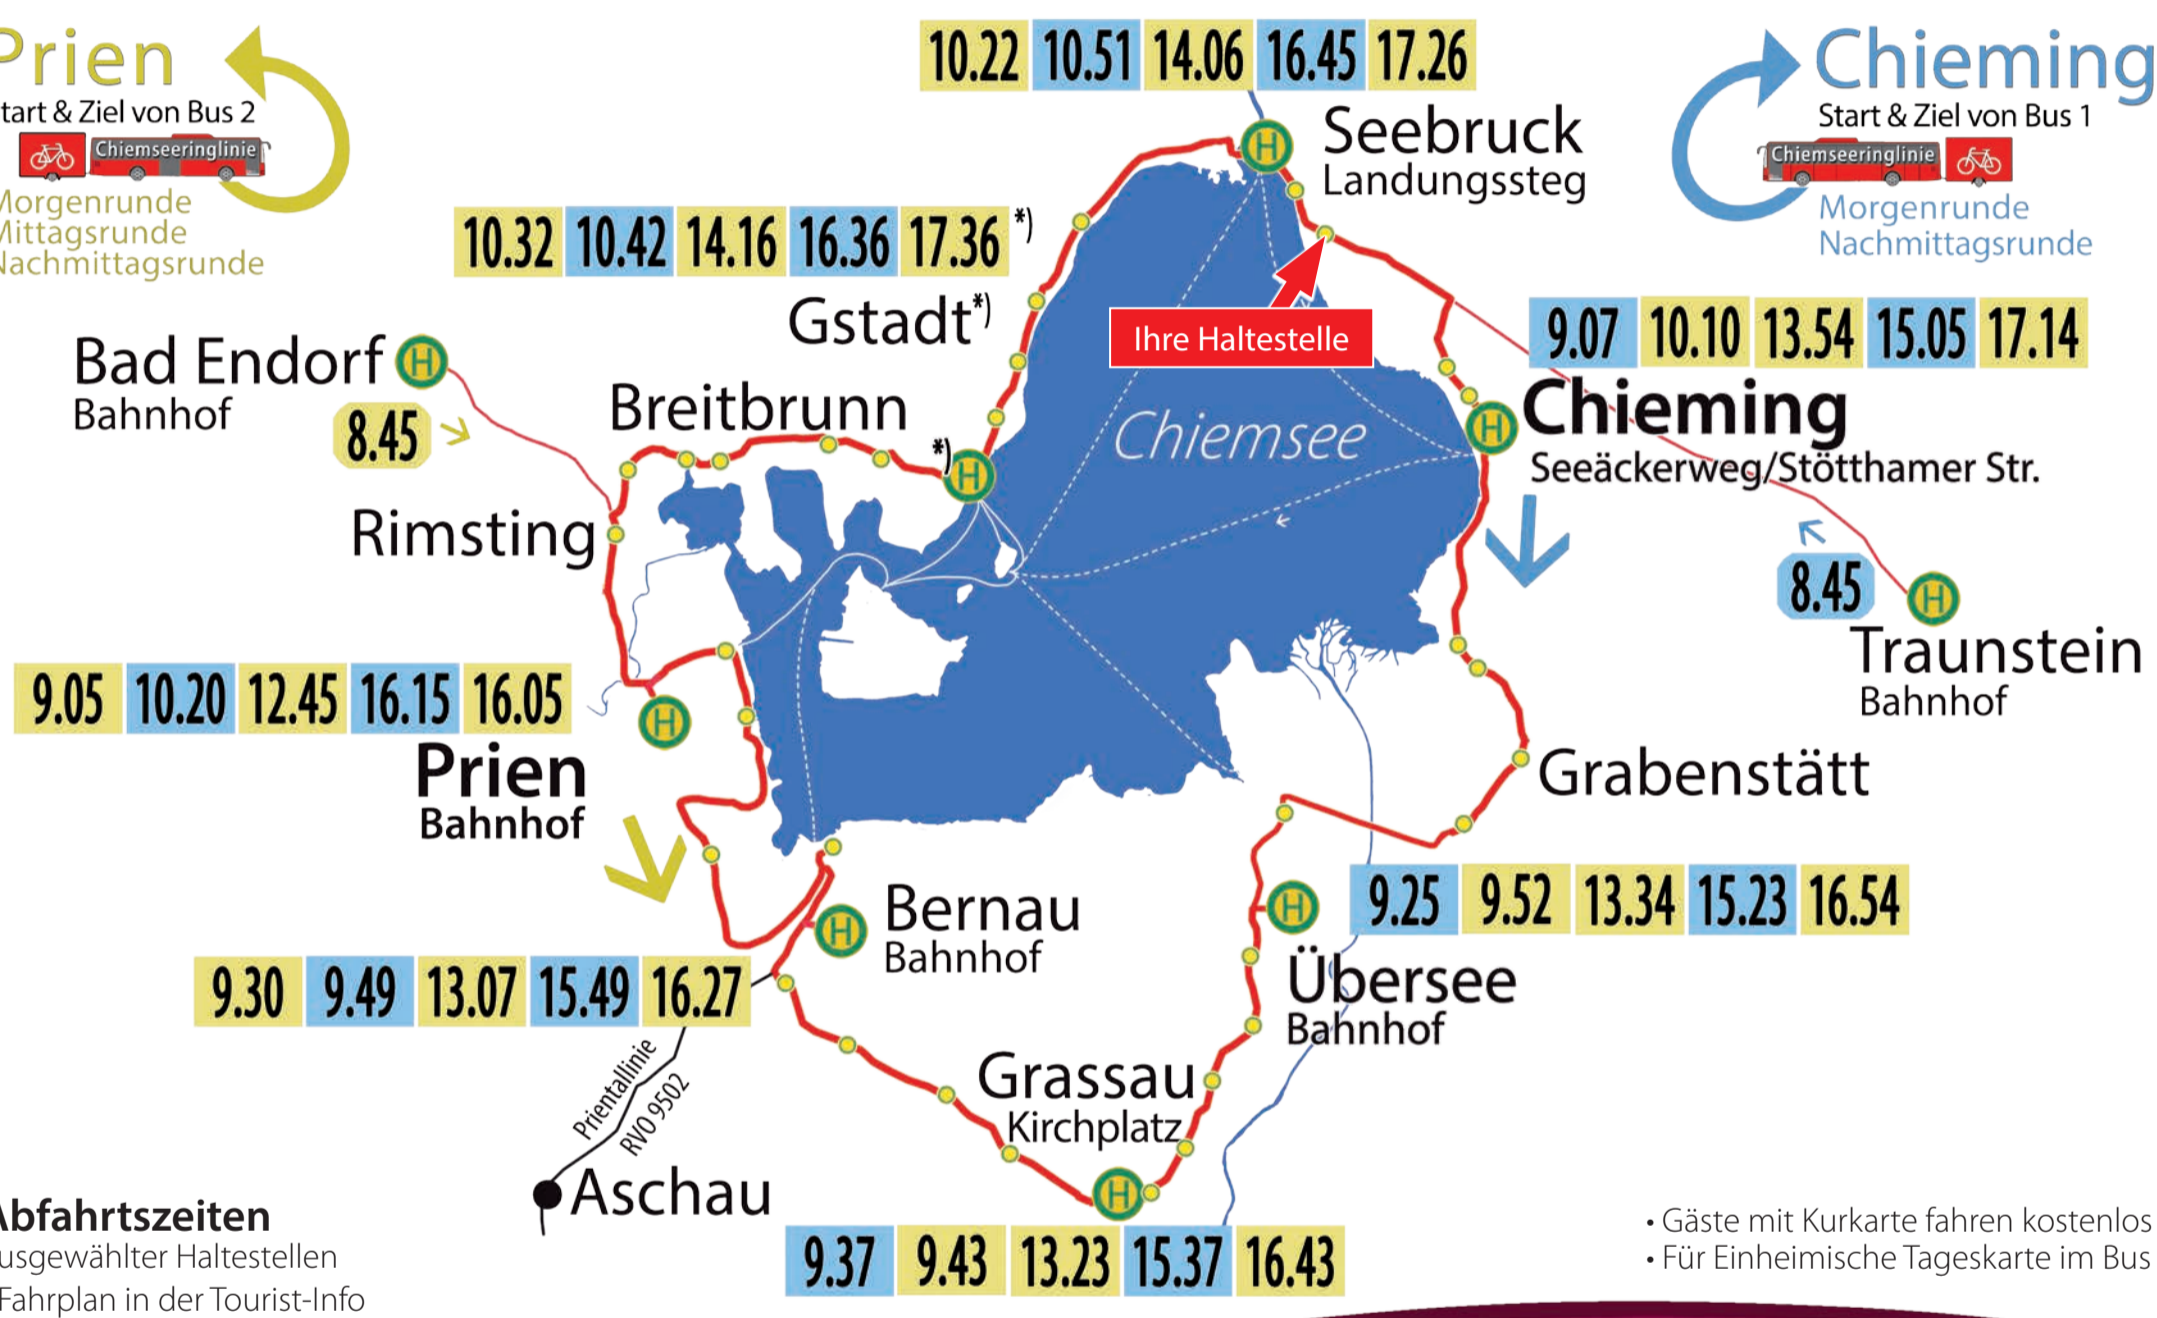 10.22 10.51 14.06 16.45 17.26
Prien
tart & Ziel von Bus 2
Chiemseeringlinie
Morgenrunde
Mittagsrunde
Nachmittagsrunde
Chieming
Start & Ziel von Bus 1
Chiemseeringlinie
Morgenrunde
Nachmittagsrunde
H
Seebruck
Landungssteg
10.32 10.42 14.16 16.36 17.36 *)
Gstadt*)
Ihre Haltestelle
9.07 10.10 13.54 15.05 17.14
Bad Endorf H
Bahnhof
8.45
Breitbrunn
*) H
Chiemsee
H Chieming
Seeäckerweg/Stötthamer Str.
Rimsting
8.45
H
Traunstein
Bahnhof
9.05 10.20 12.45 16.15 16.05
H
Prien
Bahnhof
Grabenstätt
H
Bernau
Bahnhof
9.25 9.52 13.34 15.23 16.54
H
Übersee
Bahnhof
9.30 9.49 13.07 15.49 16.27
Prientallinie
RVO 9502
Aschau
Grassau
Kirchplatz
H
9.37 9.43 13.23 15.37 16.43
Abfahrtszeiten
usgewählter Haltestellen
Fahrplan in der Tourist-Info
• Gäste mit Kurkarte fahren kostenlos
• Für Einheimische Tageskarte im Bus